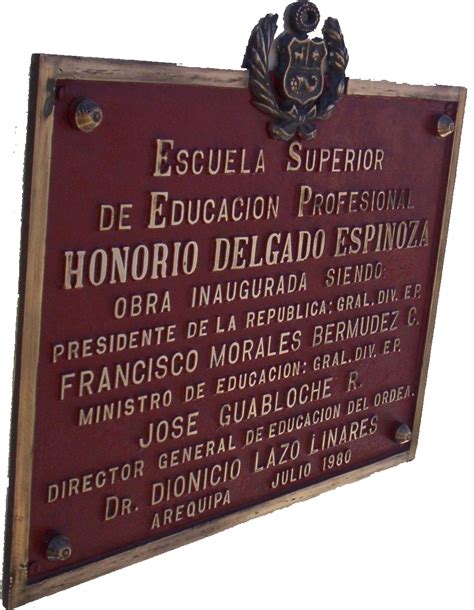 ESCUELA SUPERIOR
DE EDUCACION PROFESIONAL
HONORIO DELGADO ESPINOZA
OBRA INAUGURADA SIENDO:
PRESIDENTE DE LA REPUBLICA: GRAL. DIV. E.P.
FRANCISCO MORALES BERMUDEZ C.
MINISTRO DE EDUCACION: GRAL. DIV. E.P.
JOSE GUABLOCHE R.
DIRECTOR GENERAL DE EDUCACION DEL ORDEA.
DR. DIONICIO LAZO LINARES
AREQUIPA JULIO 1980